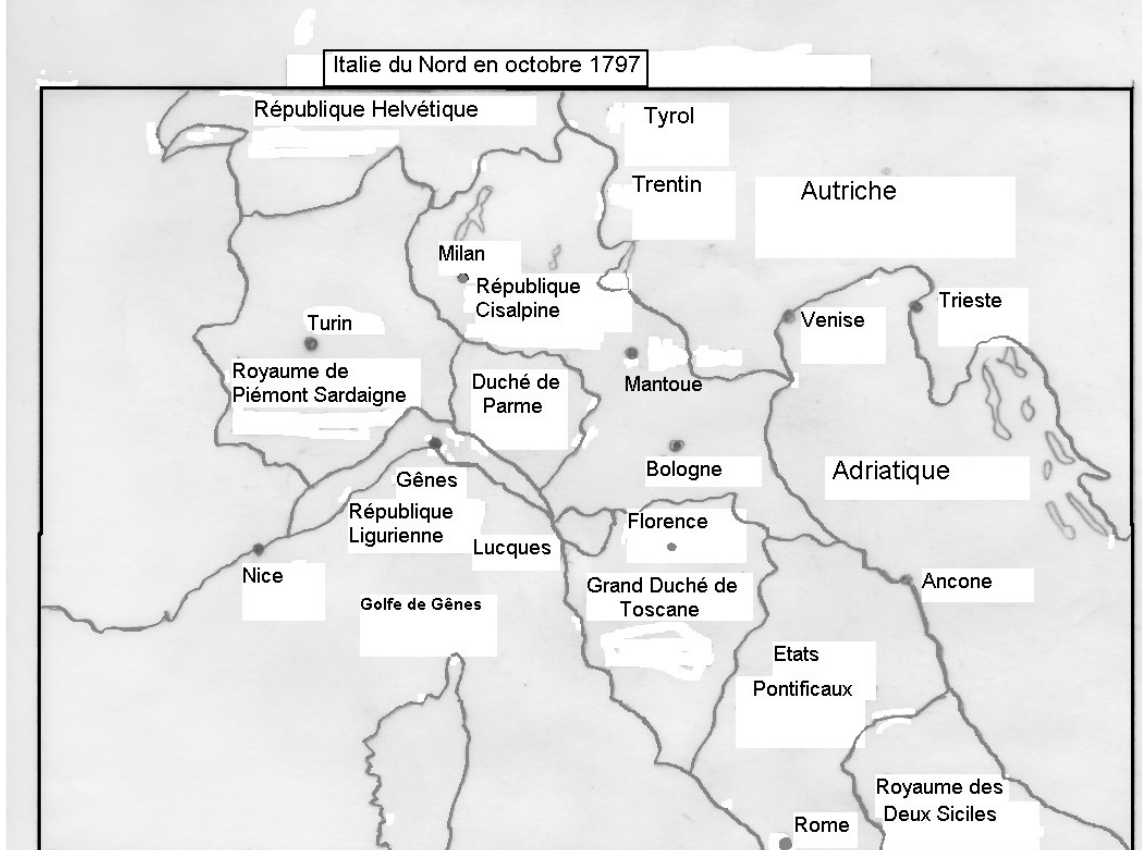 Italie du Nord en octobre 1797
République Helvétique
Tyrol
Trentin
Autriche
Milan
République
Cisalpine
Venise
Trieste
Turin
Royaume de
Piémont Sardaigne
Duché de
Parme
Mantoue
Bologne
Adriatique
Gênes
République
Ligurienne
Lucques
Florence
Nice
Grand Duché de
Toscane
Ancone
Golfe de Gênes
Etats
Pontificaux
Royaume des
Deux Siciles
Rome